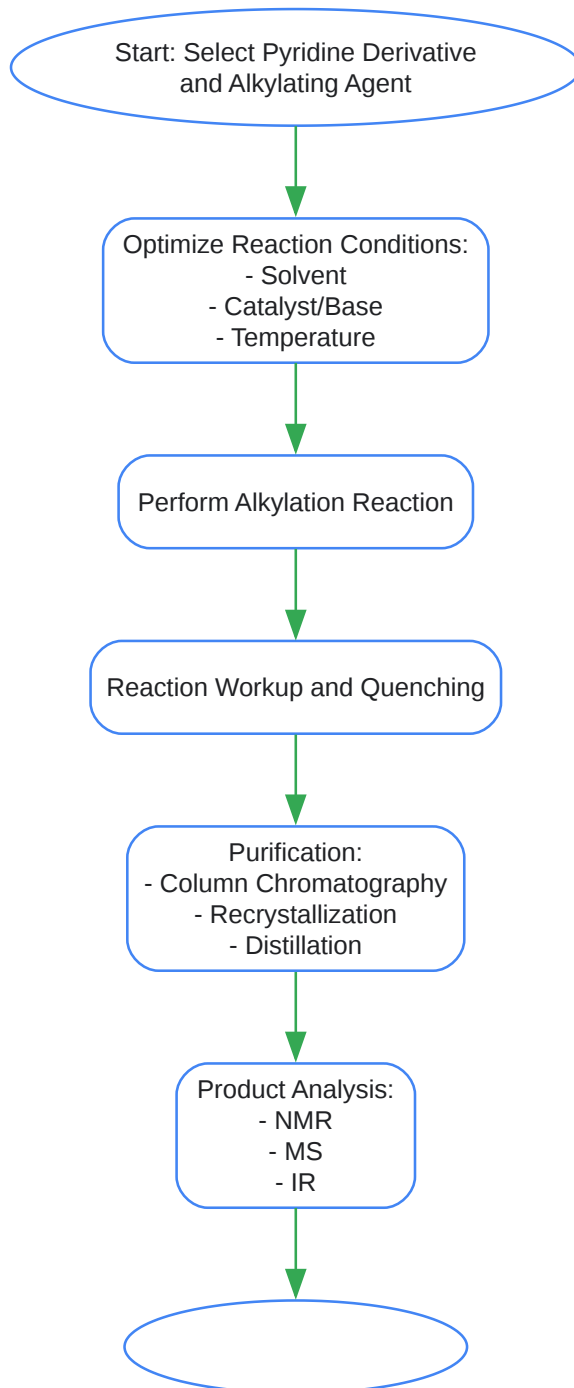 Start: Select Pyridine Derivative
and Alkylating Agent
Optimize Reaction Conditions:
- Solvent
- Catalyst/Base
- Temperature
Perform Alkylation Reaction
Reaction Workup and Quenching
Purification:
- Column Chromatography
- Recrystallization
- Distillation
Product Analysis:
- NMR
- MS
- IR